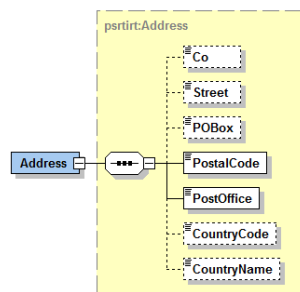 psrtirt:Address
Co
Street
POBox
Address
PostalCode
PostOffice
CountryCode
CountryName